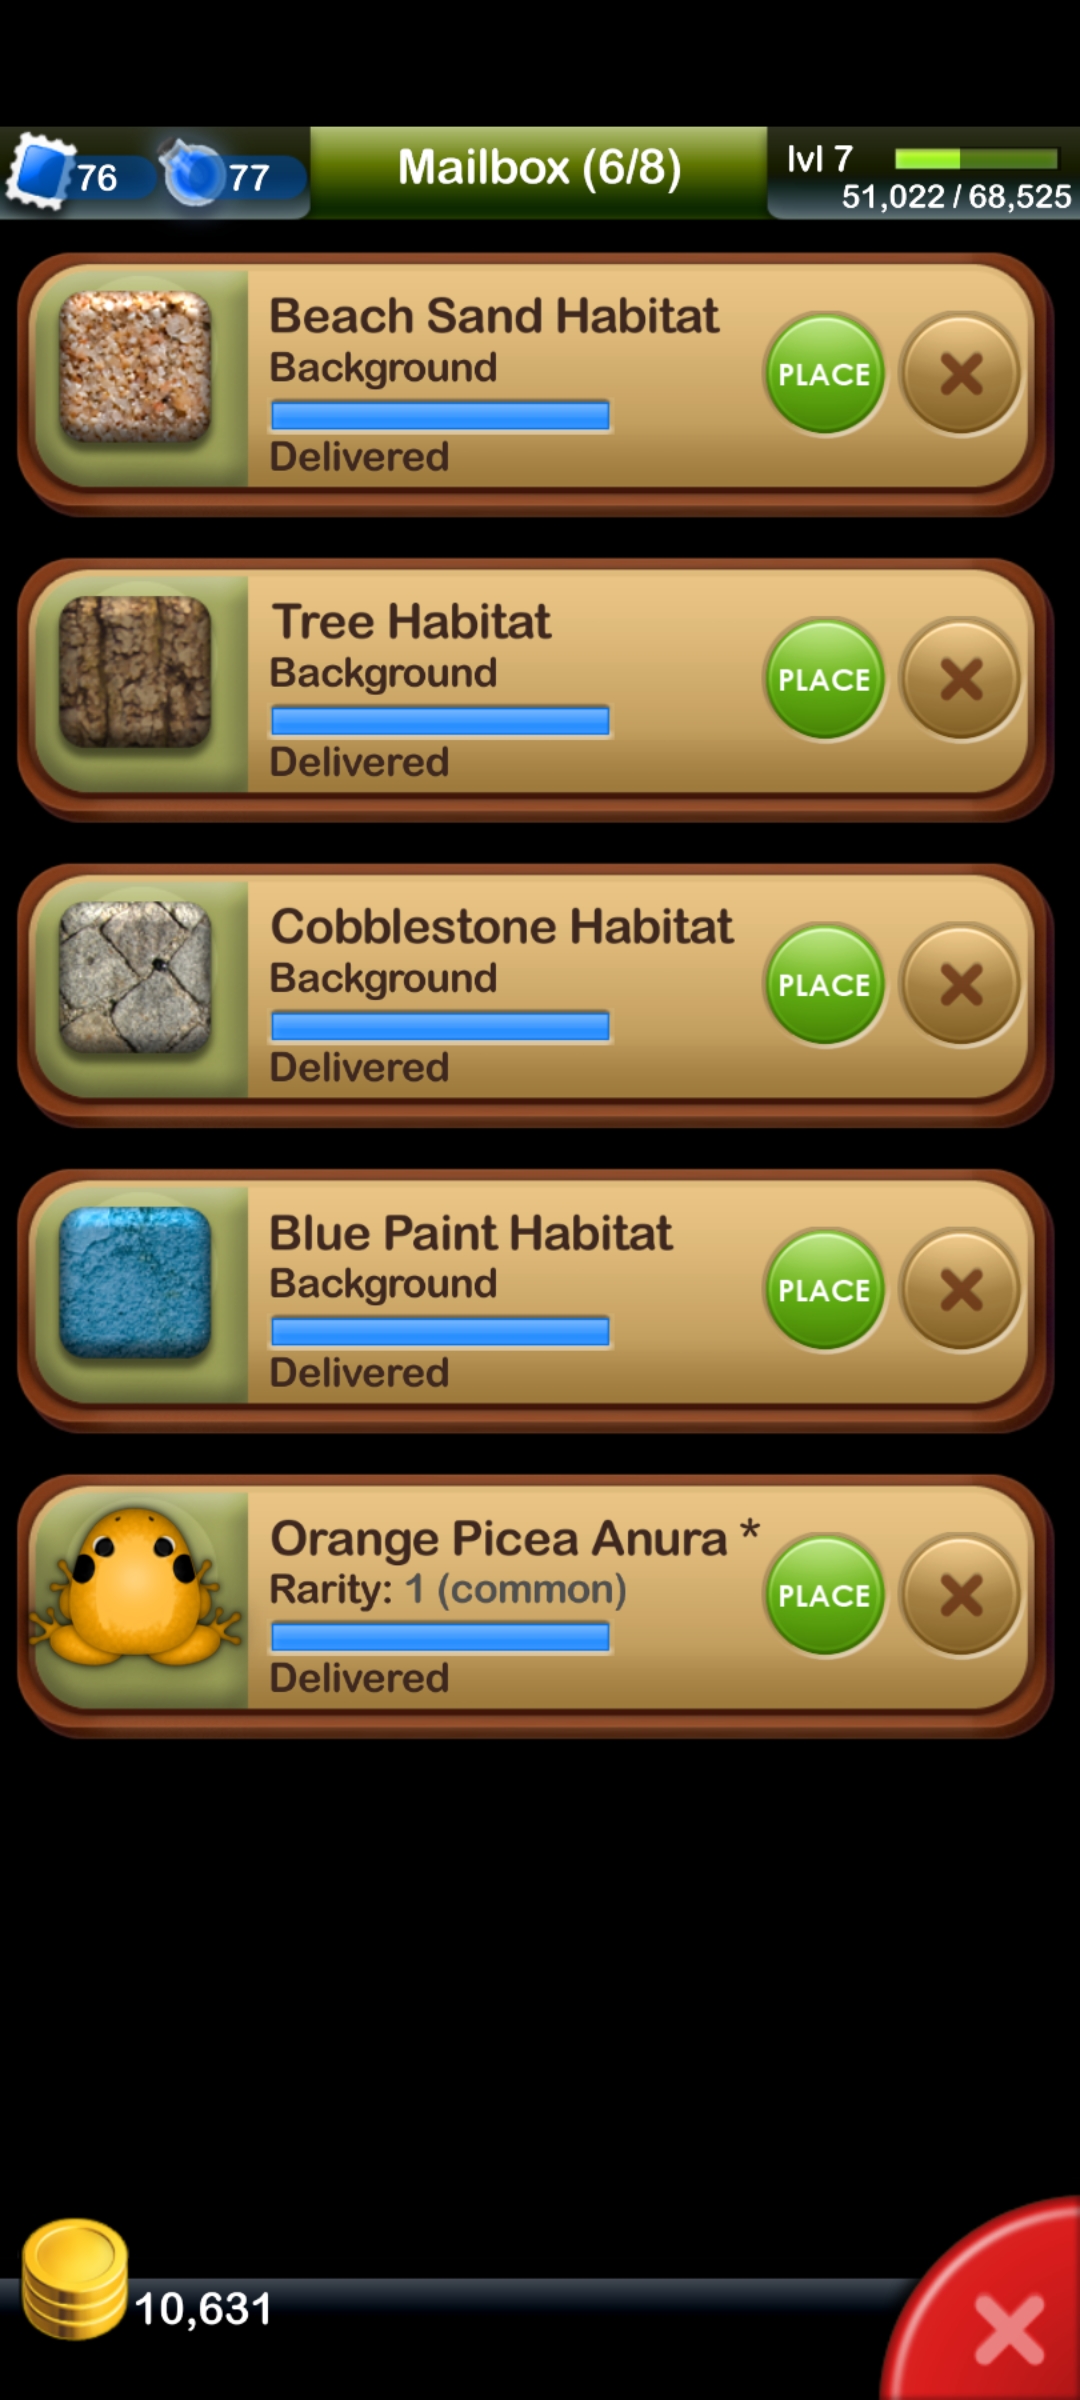 76
77
Mailbox (6/8)
lvl 7
51,022 / 68,525
Beach Sand Habitat
Background
Delivered
PLACE
Tree Habitat
Background
Delivered
PLACE
Cobblestone Habitat
Background
Delivered
PLACE
Blue Paint Habitat
Background
Delivered
PLACE
Orange Picea Anura *
Rarity: 1 (common)
Delivered
PLACE
10,631